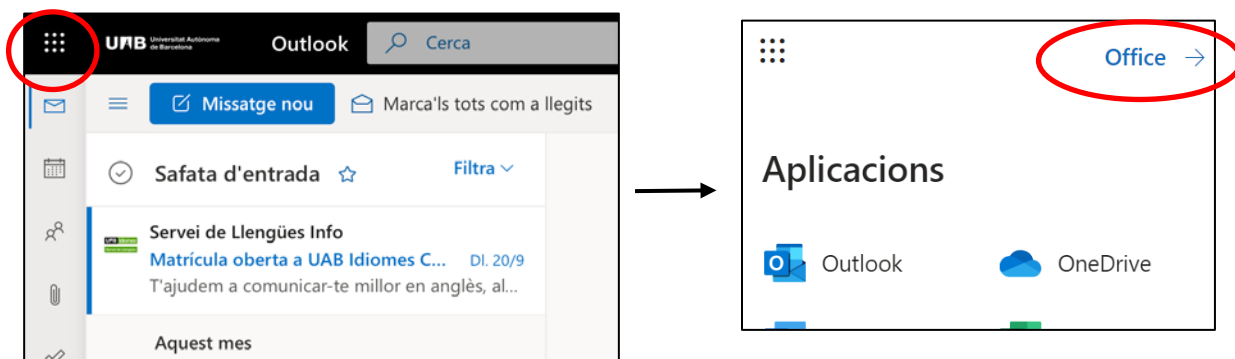 UAB Universitat Autònoma de Barcelona Outlook Cerca
Missatge nou Marca'ls tots com a llegits
Safata d'entrada Filtra
Servei de Llengües Info
Matrícula oberta a UAB Idiomes C... Dl. 20/9
T'ajudem a comunicar-te millor en anglès, al...
Aquest mes
Office
Aplicacions
Outlook OneDrive